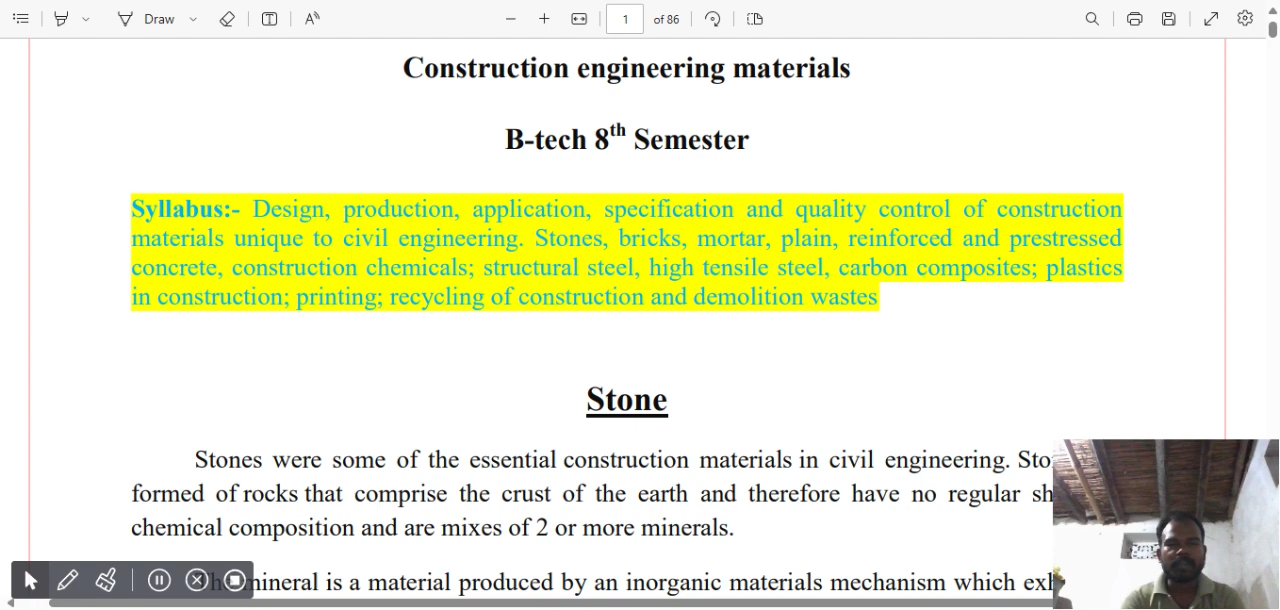 Draw
1 of 86
Construction engineering materials
B-tech 8th Semester
Syllabus:- Design, production, application, specification and quality control of construction
materials unique to civil engineering. Stones, bricks, mortar, plain, reinforced and prestressed
concrete, construction chemicals; structural steel, high tensile steel, carbon composites; plastics
in construction; printing; recycling of construction and demolition wastes
Stone
Stones were some of the essential construction materials in civil engineering.
formed of rocks that comprise the crust of the earth and therefore have no regular
chemical composition and are mixes of 2 or more minerals.
mineral is a material produced by an inorganic materials mechanism which